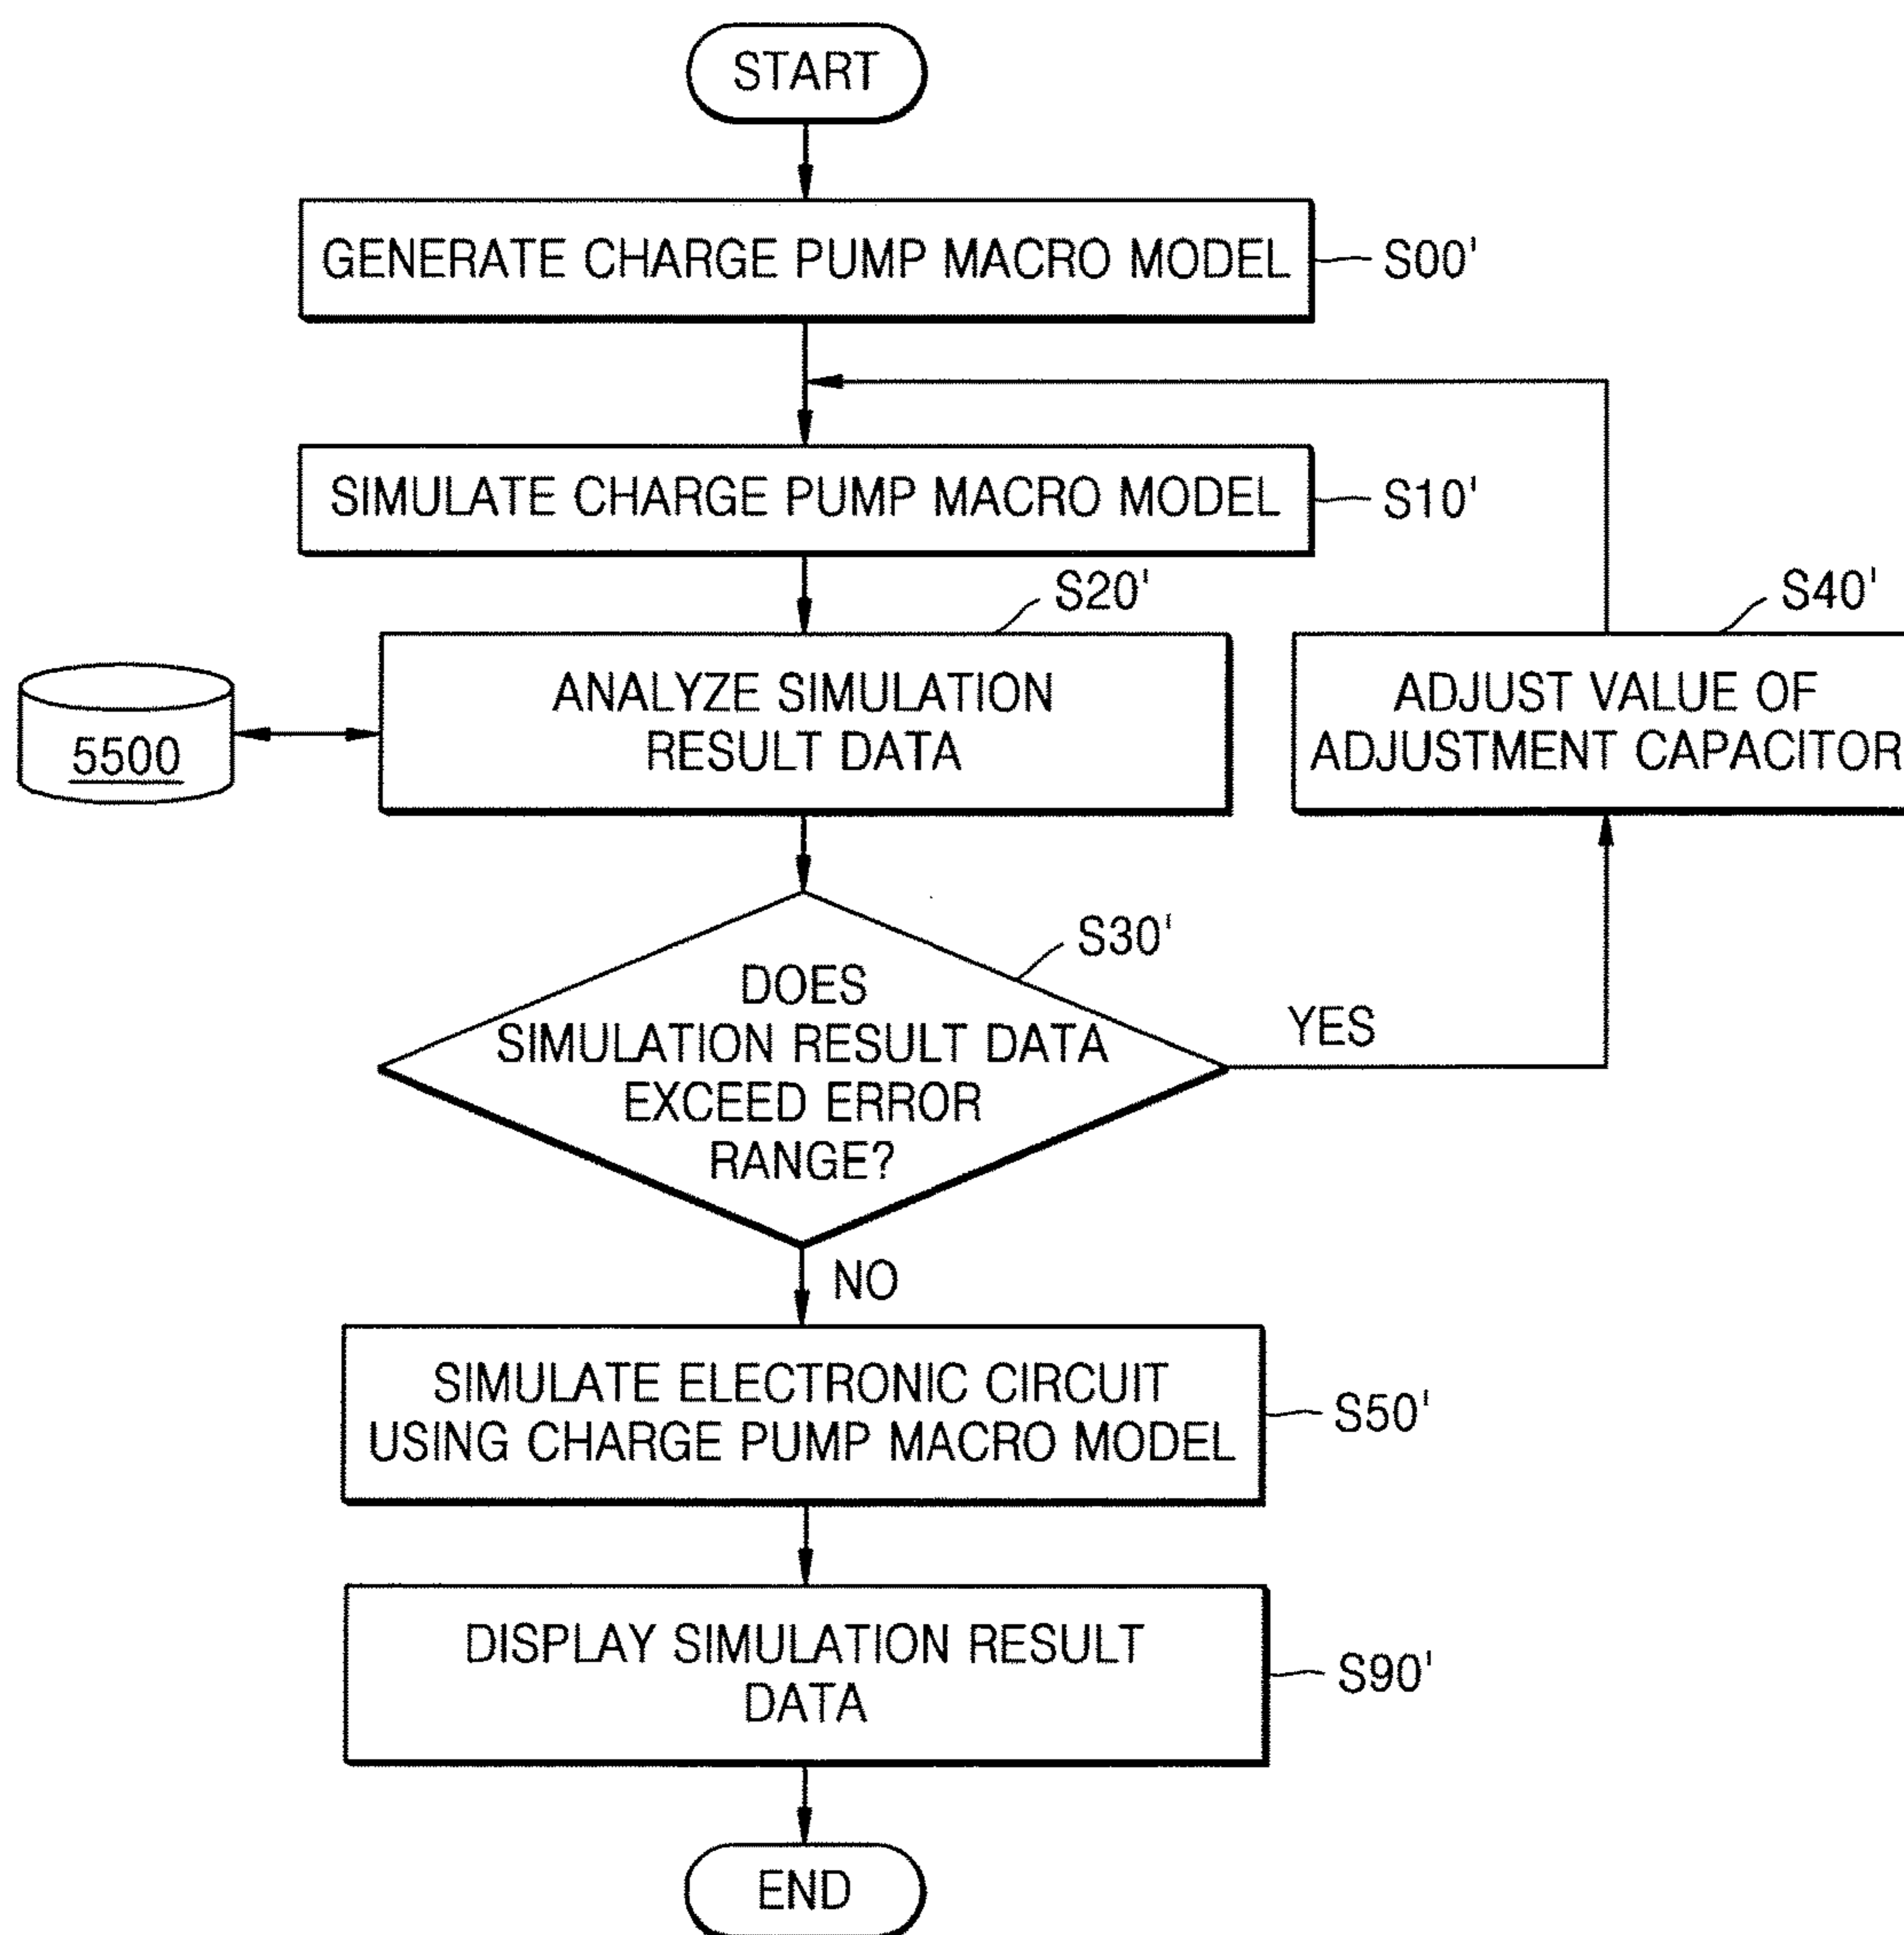 START
GENERATE CHARGE PUMP MACRO MODEL
S00'
SIMULATE CHARGE PUMP MACRO MODEL
S10'
S20'
ANALYZE SIMULATION
RESULT DATA
5500
S40'
ADJUST VALUE OF
ADJUSTMENT CAPACITOR
S30'
DOES
SIMULATION RESULT DATA
EXCEED ERROR
RANGE?
YES
NO
SIMULATE ELECTRONIC CIRCUIT
USING CHARGE PUMP MACRO MODEL
S50'
DISPLAY SIMULATION RESULT
DATA
S90'
END